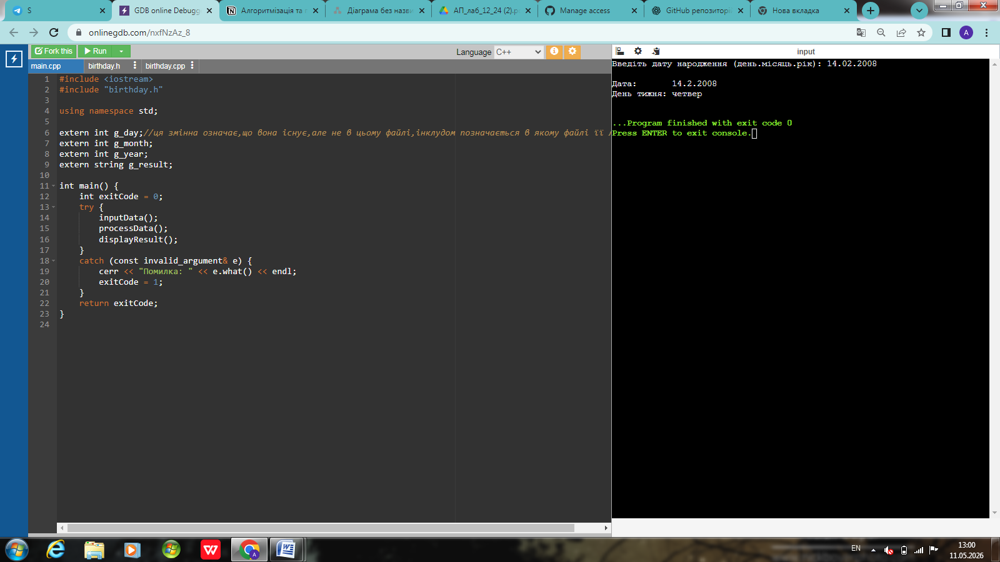 S
GDB online Debugg
Алгоритмізація та п
Діаграма без назви
АП_лаб_12_24 (2).p
Manage access
GitHub репозиторій
Нова вкладка
onlinegdb.com/nxfNzAz_8
A
Fork this
Run
Language C++
input
main.cpp
birthday.h
birthday.cpp
1 #include <iostream>
2 #include "birthday.h"
3
4 using namespace std;
5
6 extern int g_day;//ця змінна означає,що вона існує,але не в цьому файлі,інклудом позначається в якому файлі її
7 extern int g_month;
8 extern int g_year;
9 extern string g_result;
10
11 int main() {
12 int exitCode = 0;
13 try {
14 inputData();
15 processData();
16 displayResult();
17 }
18 catch (const invalid_argument& e) {
19 cerr << "Помилка: " << e.what() << endl;
20 exitCode = 1;
21 }
22 return exitCode;
23 }
24
Введіть дату народження (день.місяць.рік): 14.02.2008
Дата: 14.2.2008
День тижня: четвер
...Program finished with exit code 0
Press ENTER to exit console.
EN
13:00
11.05.2026